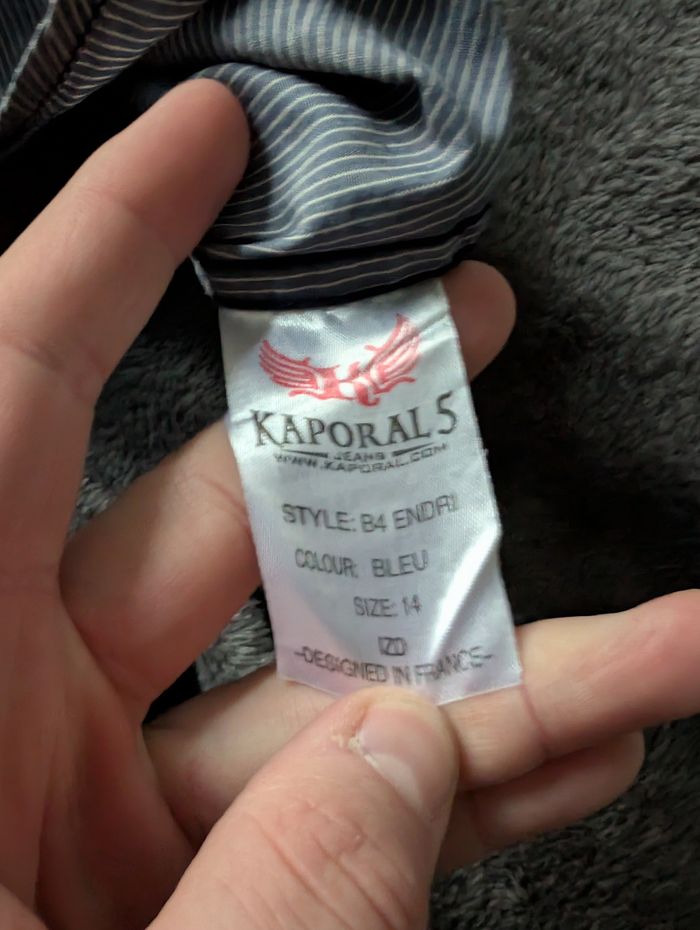 KAPORAL 5
JEANS
WWW.KAPORAL.COM
STYLE: B4 ENDRI
COLOUR: BLEU
SIZE: 14
IZD
-DESIGNED IN FRANCE-